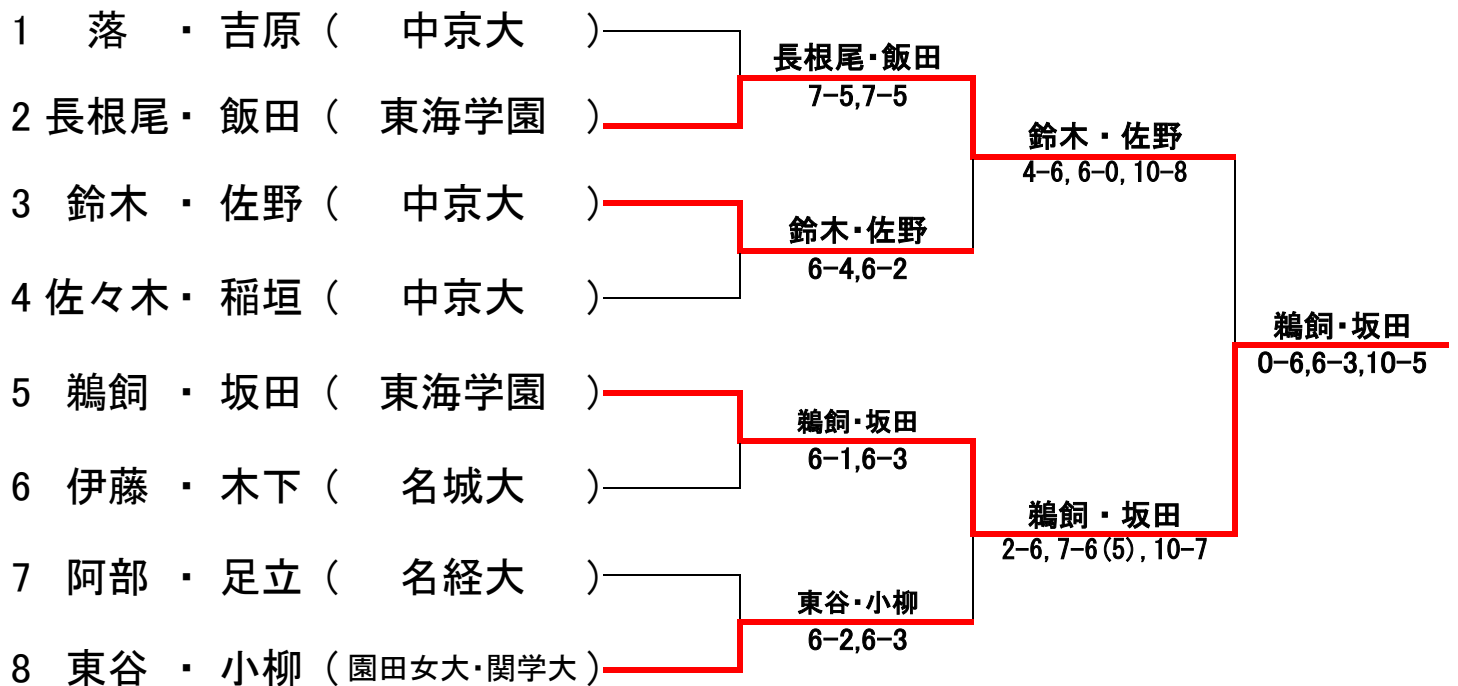 1 落 ・ 吉原 ( 中京大 )
2 長根尾・ 飯田 ( 東海学園 )
3 鈴木 ・ 佐野 ( 中京大 )
4 佐々木・ 稲垣 ( 中京大 )
5 鵜飼 ・ 坂田 ( 東海学園 )
6 伊藤 ・ 木下 ( 名城大 )
7 阿部 ・ 足立 ( 名経大 )
8 東谷 ・ 小柳 ( 園田女大・関学大 )
長根尾・飯田
7-5,7-5
鈴木・佐野
6-4,6-2
鵜飼・坂田
6-1,6-3
東谷・小柳
6-2,6-3
鈴木・佐野
4-6, 6-0, 10-8
鵜飼・坂田
2-6, 7-6(5), 10-7
鵜飼・坂田
0-6,6-3,10-5